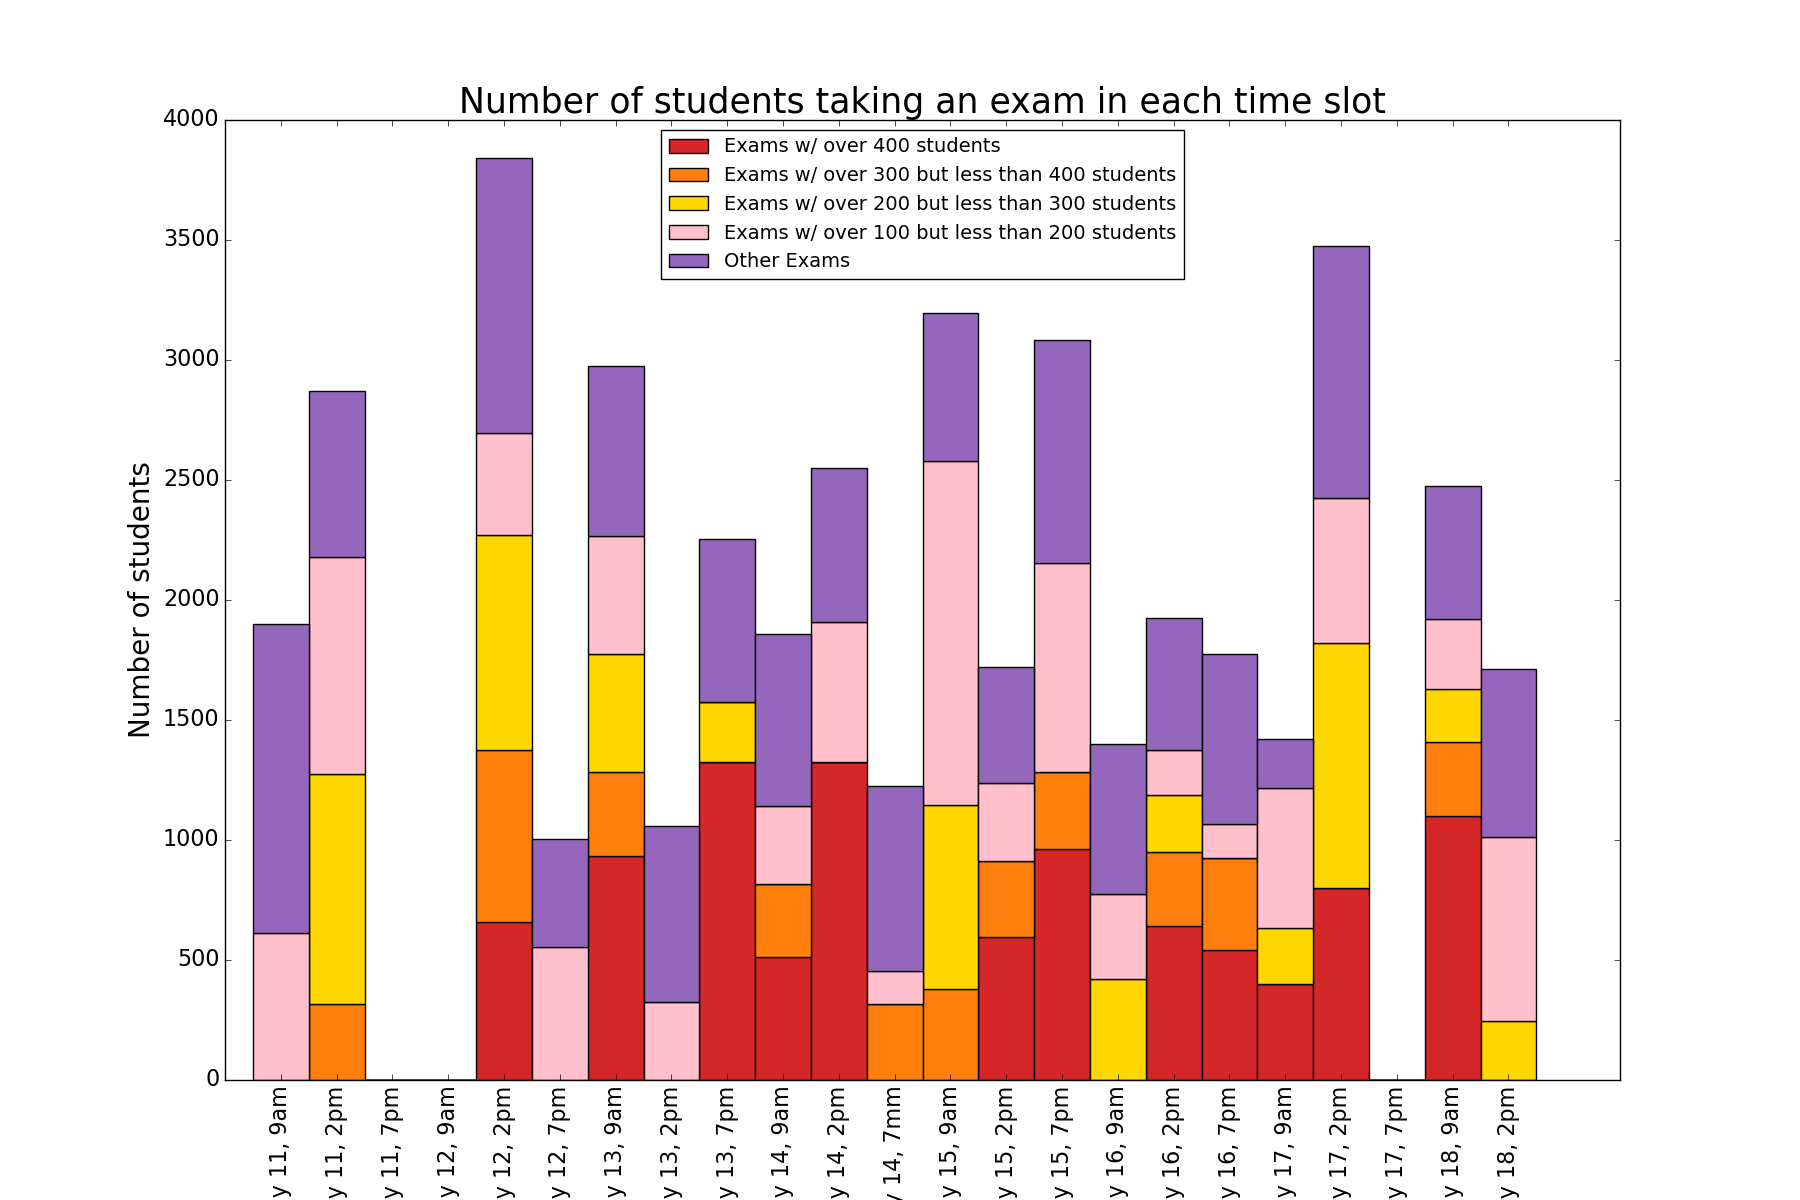 Number of students taking an exam in each time slot
Exams w/ over 400 students
Exams w/ over 300 but less than 400 students
Exams w/ over 200 but less than 300 students
Exams w/ over 100 but less than 200 students
Other Exams
Number of students
4000
3500
3000
2500
2000
1500
1000
500
0
y 11, 9am
y 11, 2pm
y 11, 7pm
y 12, 9am
y 12, 2pm
y 12, 7pm
y 13, 9am
y 13, 2pm
y 13, 7pm
y 14, 9am
y 14, 2pm
y 14, 7mm
y 15, 9am
y 15, 2pm
y 15, 7pm
y 16, 9am
y 16, 2pm
y 16, 7pm
y 17, 9am
y 17, 2pm
y 17, 7pm
y 18, 9am
y 18, 2pm